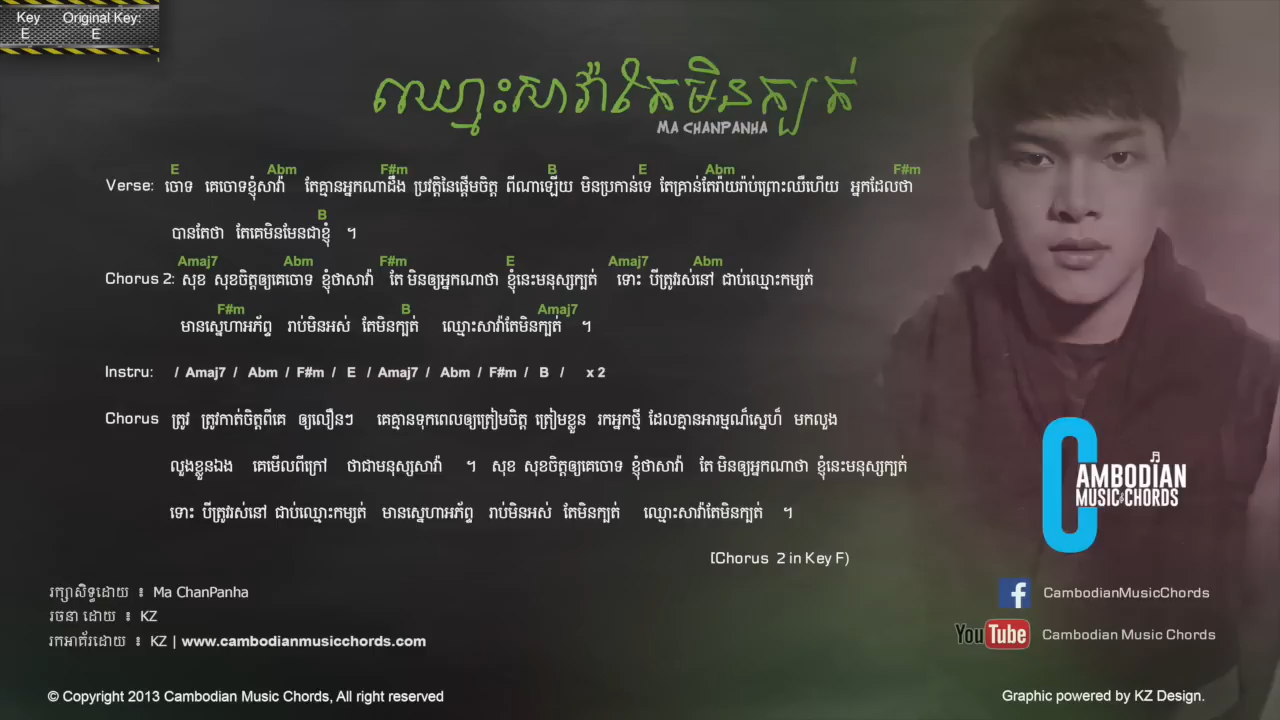 Key Original Key:
E E
ឈ្មោះសាវ៉ាតែមិនក្បត់
MA CHANPANHA
E Abm F#m B E Abm F#m
Verse: ចោទ គេចោទខ្ញុំសាវ៉ា តែគ្មានអ្នកណាដឹង ប្រវត្តិនៃផ្ដើមចិត្ត ពីណាឡើយ មិនប្រកាន់ទេ តែគ្រាន់តែរ៉ាយរ៉ាប់ព្រោះឈឺហើយ អ្នកដែលថា
B
បានតែថា តែគេមិនមែនជាខ្ញុំ ។
Amaj7 Abm F#m E Amaj7 Abm
Chorus 2: សុខ សុខចិត្តឲ្យគេចោទ ខ្ញុំថាសាវ៉ា តែ មិនឲ្យអ្នកណាថា ខ្ញុំនេះមនុស្សក្បត់ ទោះ បីត្រូវរស់នៅ ជាប់ឈ្មោះកម្សត់
F#m B Amaj7
មានស្នេហាអភ័ព្វ រាប់មិនអស់ តែមិនក្បត់ ឈ្មោះសាវ៉ាតែមិនក្បត់ ។
Instru: / Amaj7 / Abm / F#m / E / Amaj7 / Abm / F#m / B / x 2
Chorus ត្រូវ ត្រូវកាត់ចិត្តពីគេ ឲ្យលឿនៗ គេគ្មានទុកពេលឲ្យត្រៀមចិត្ត ត្រៀមខ្លួន រកអ្នកថ្មី ដែលគ្មានអារម្មណ៍ស្នេហ៍ មកលួង
លួងខ្លួនឯង គេមើលពីក្រៅ ថាជាមនុស្សសាវ៉ា ។ សុខ សុខចិត្តឲ្យគេចោទ ខ្ញុំថាសាវ៉ា តែ មិនឲ្យអ្នកណាថា ខ្ញុំនេះមនុស្សក្បត់
ទោះ បីត្រូវរស់នៅ ជាប់ឈ្មោះកម្សត់ មានស្នេហាអភ័ព្វ រាប់មិនអស់ តែមិនក្បត់ ឈ្មោះសាវ៉ាតែមិនក្បត់ ។
(Chorus 2 in Key F)
CAMBODIAN
MUSIC CHORDS
រក្សាសិទ្ធដោយ ៖ Ma ChanPanha
រចនា ដោយ ៖ KZ
រកអាគ័រដោយ ៖ KZ | www.cambodianmusicchords.com
CambodianMusicChords
YouTube Cambodian Music Chords
© Copyright 2013 Cambodian Music Chords, All right reserved
Graphic powered by KZ Design.